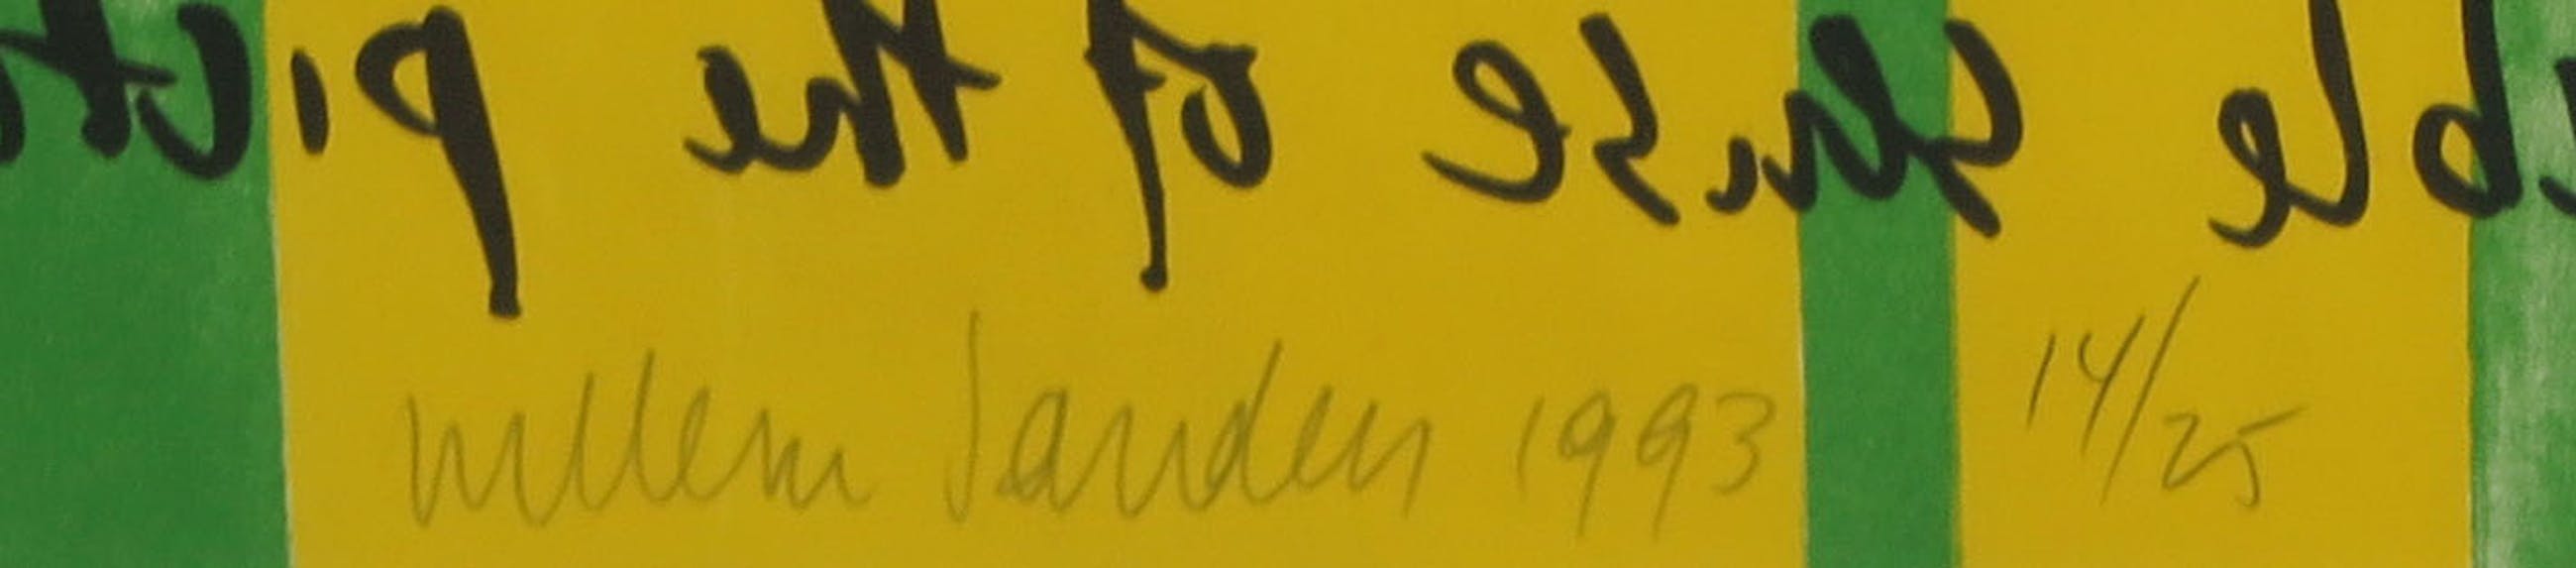 ble sense of the pict
Willem Sanders 1993 14/25